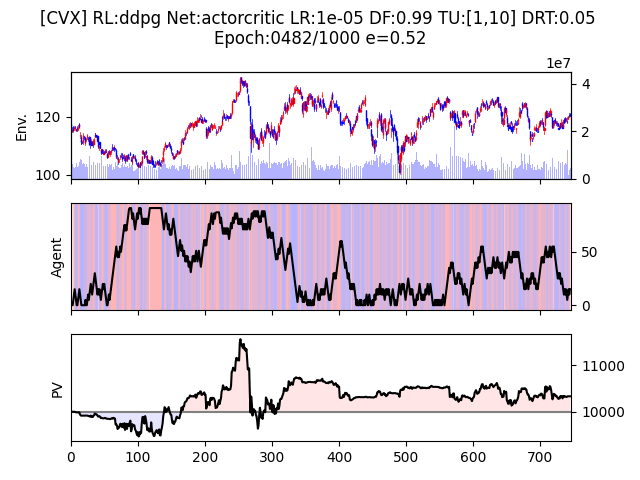 [CVX] RL:ddpg Net:actorcritic LR:1e-05 DF:0.99 TU:[1,10] DRT:0.05
Epoch:0482/1000 e=0.52
1e7
Env.
120
100
4
2
0
Agent
50
0
PV
11000
10000
0 100 200 300 400 500 600 700